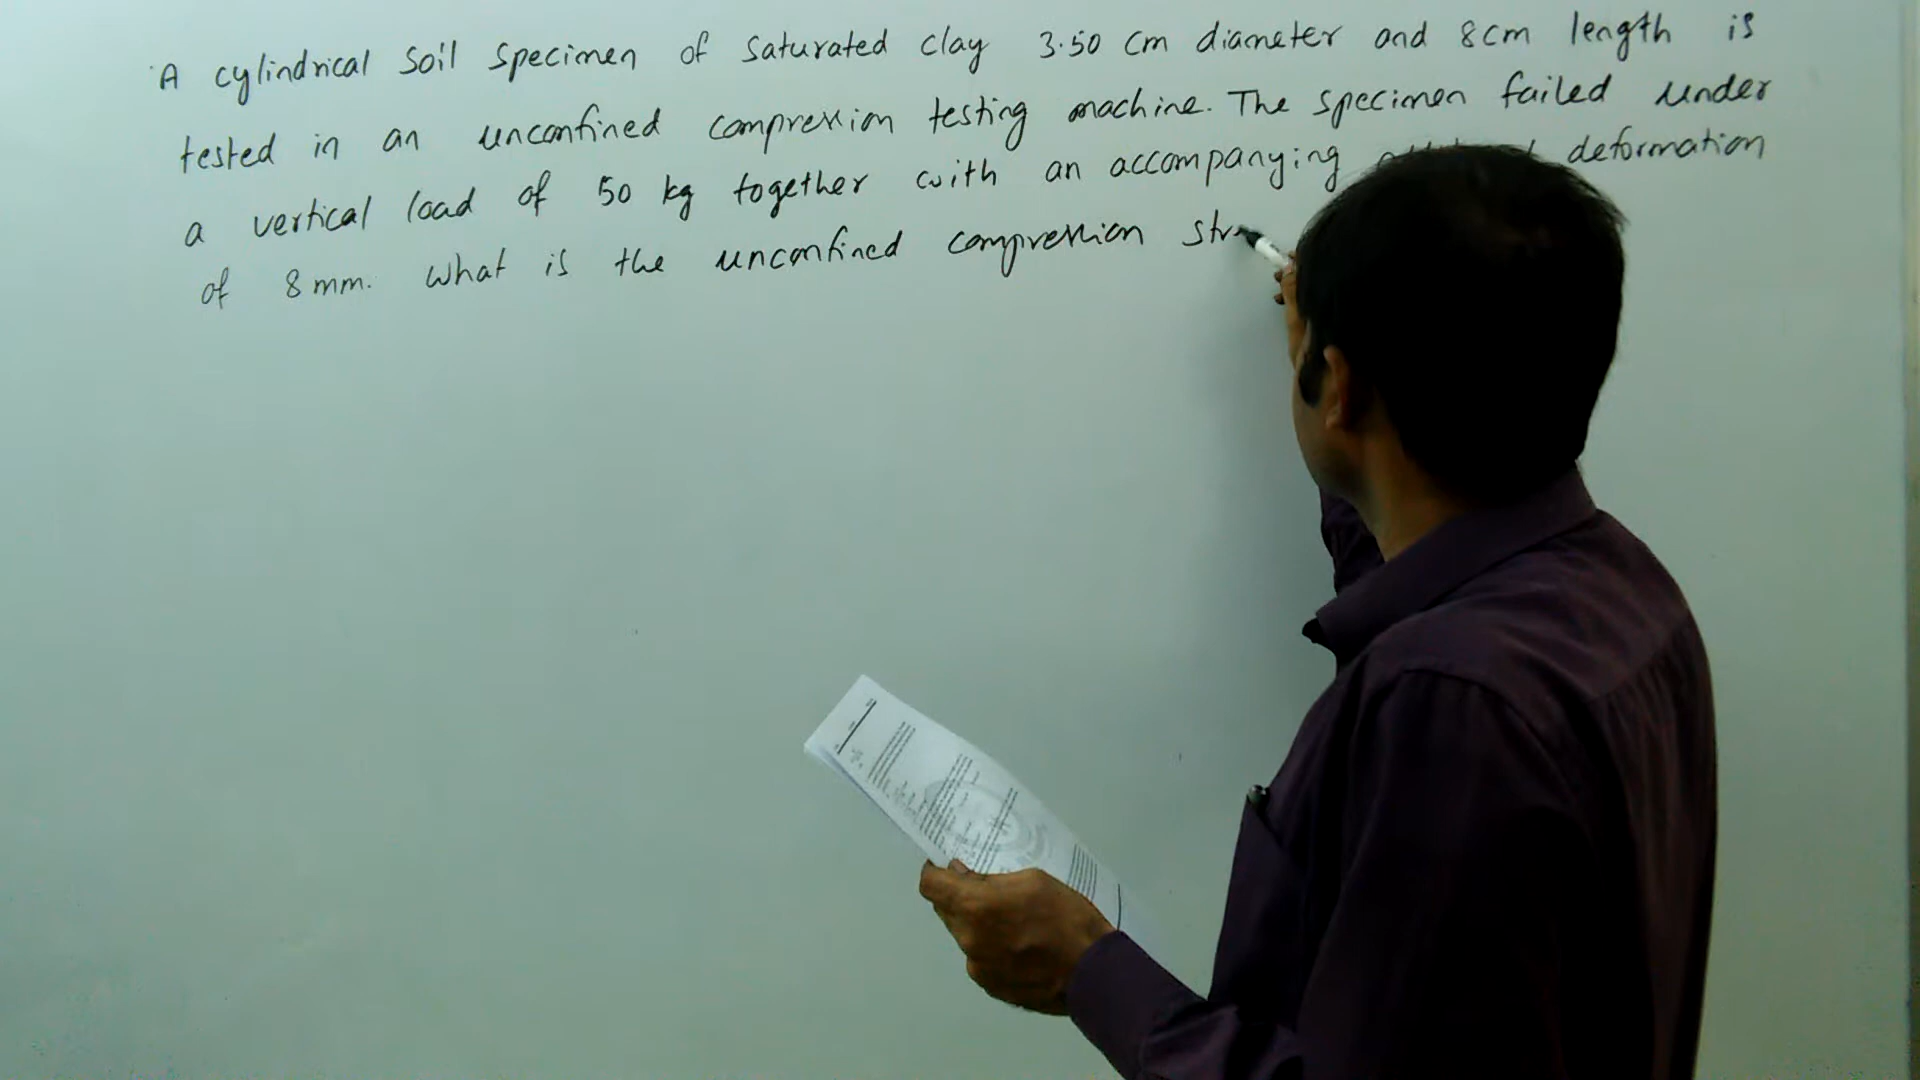 A cylindrical soil specimen of saturated clay 3.50 cm diameter and 8cm length is
tested in an unconfined compression testing machine. The specimen failed under
a vertical load of 50 kg together with an accompanying deformation
of 8 mm. What is the unconfined compression str